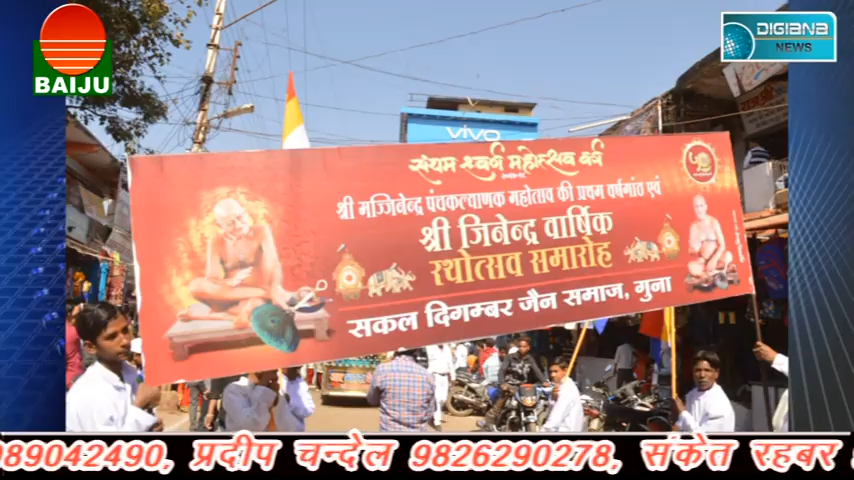 BAIJU
DIGIANA
NEWS
vivo
संयम स्वर्ण महोत्सव वर्ष
श्री मज्जिनेन्द्र पंचकल्याणक महोत्सव की प्रथम वर्षगांठ एवं
श्री जिनेन्द्र वार्षिक
रथोत्सव समारोह
सकल दिगम्बर जैन समाज, गुना
989042490, प्रदीप चन्देल 9826290278, संकेत रहबर